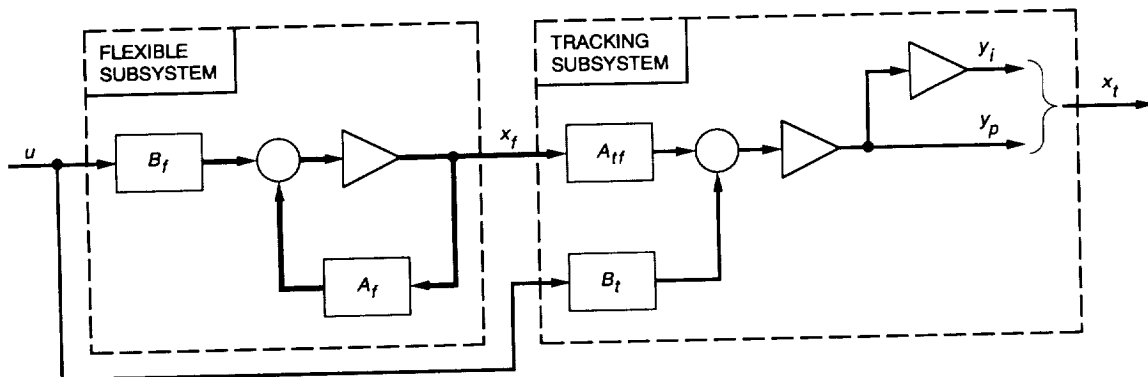 FLEXIBLE
SUBSYSTEM
TRACKING
SUBSYSTEM
y_i
x_t
x_f
y_p
u
B_f
A_tf
A_f
B_t